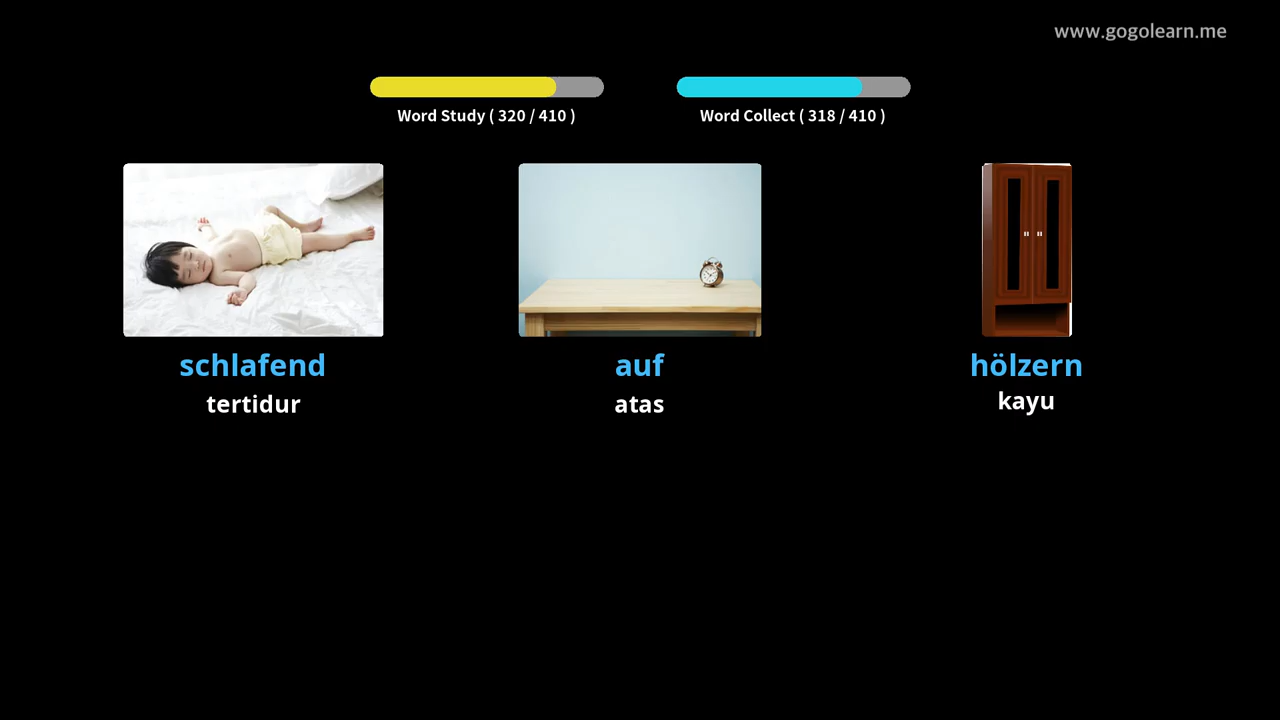 www.gogolearn.me
Word Study ( 320 / 410 )
Word Collect ( 318 / 410 )
schlafend
tertidur
auf
atas
hölzern
kayu